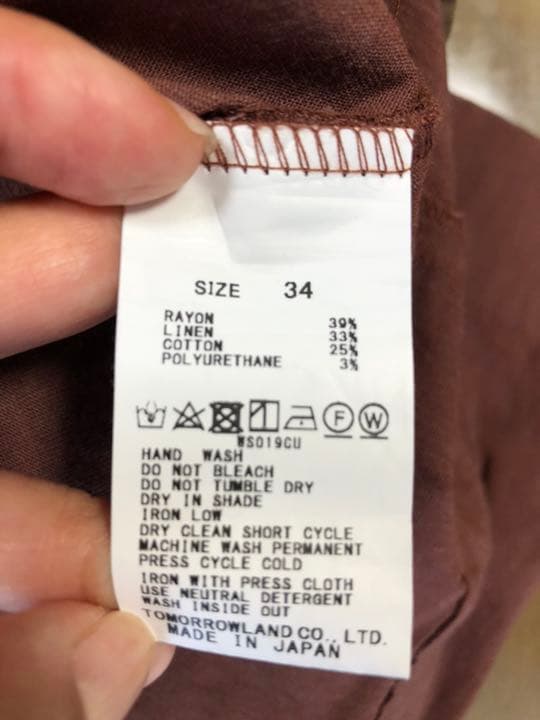 SIZE 34
RAYON 39%
LINEN 33%
COTTON 25%
POLYURETHANE 3%
F W
WS019CU
HAND WASH
DO NOT BLEACH
DO NOT TUMBLE DRY
DRY IN SHADE
IRON LOW
DRY CLEAN SHORT CYCLE
MACHINE WASH PERMANENT
PRESS CYCLE COLD
IRON WITH PRESS CLOTH
USE NEUTRAL DETERGENT
WASH INSIDE OUT
TOMORROWLAND CO., LTD.
MADE IN JAPAN